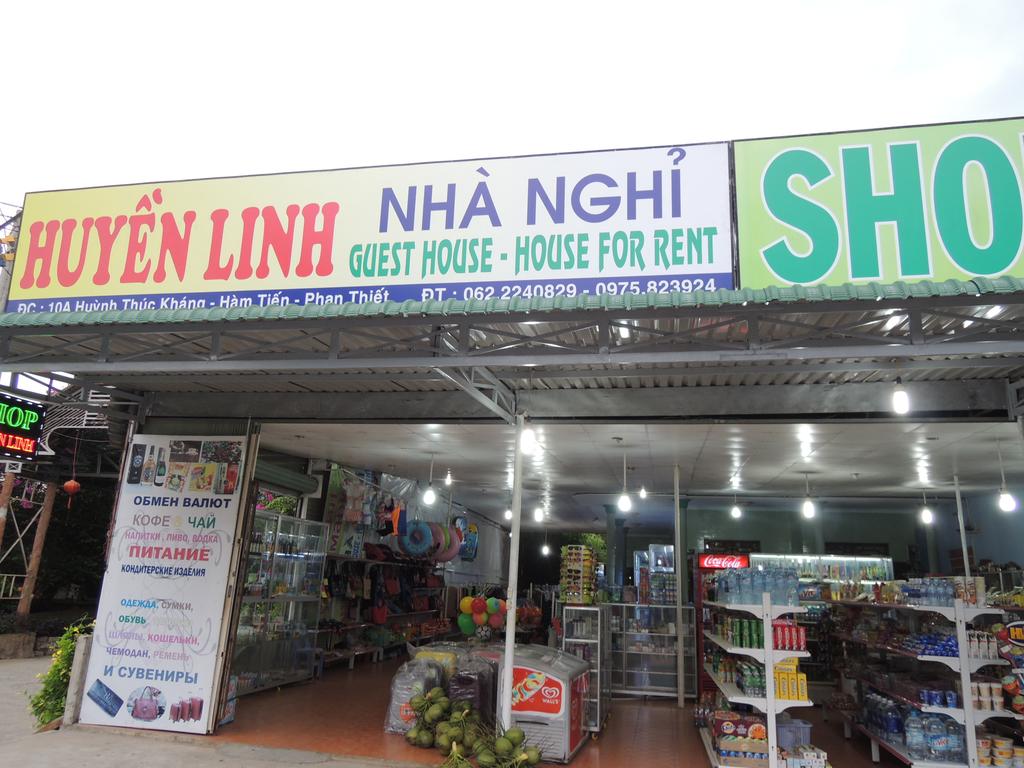 HUYỀN LINH
NHÀ NGHỈ
GUEST HOUSE - HOUSE FOR RENT
ĐC : 10A Huỳnh Thúc Kháng - Hàm Tiến - Phan Thiết ĐT : 062.2240829 - 0975.823924
SHO
HOP
N LINH
ОБМЕН ВАЛЮТ
КОФЕ ЧАЙ
НАПИТКИ, ПИВО, ВОДКА
ПИТАНИЕ
КОНДИТЕРСКИЕ ИЗДЕЛИЯ
ОДЕЖДА, СУМКИ,
ОБУВЬ
ШЛЯПЫ, КОШЕЛЬКИ,
ЧЕМОДАН, РЕМЕНЬ
И СУВЕНИРЫ
Coca-Cola
WALL'S